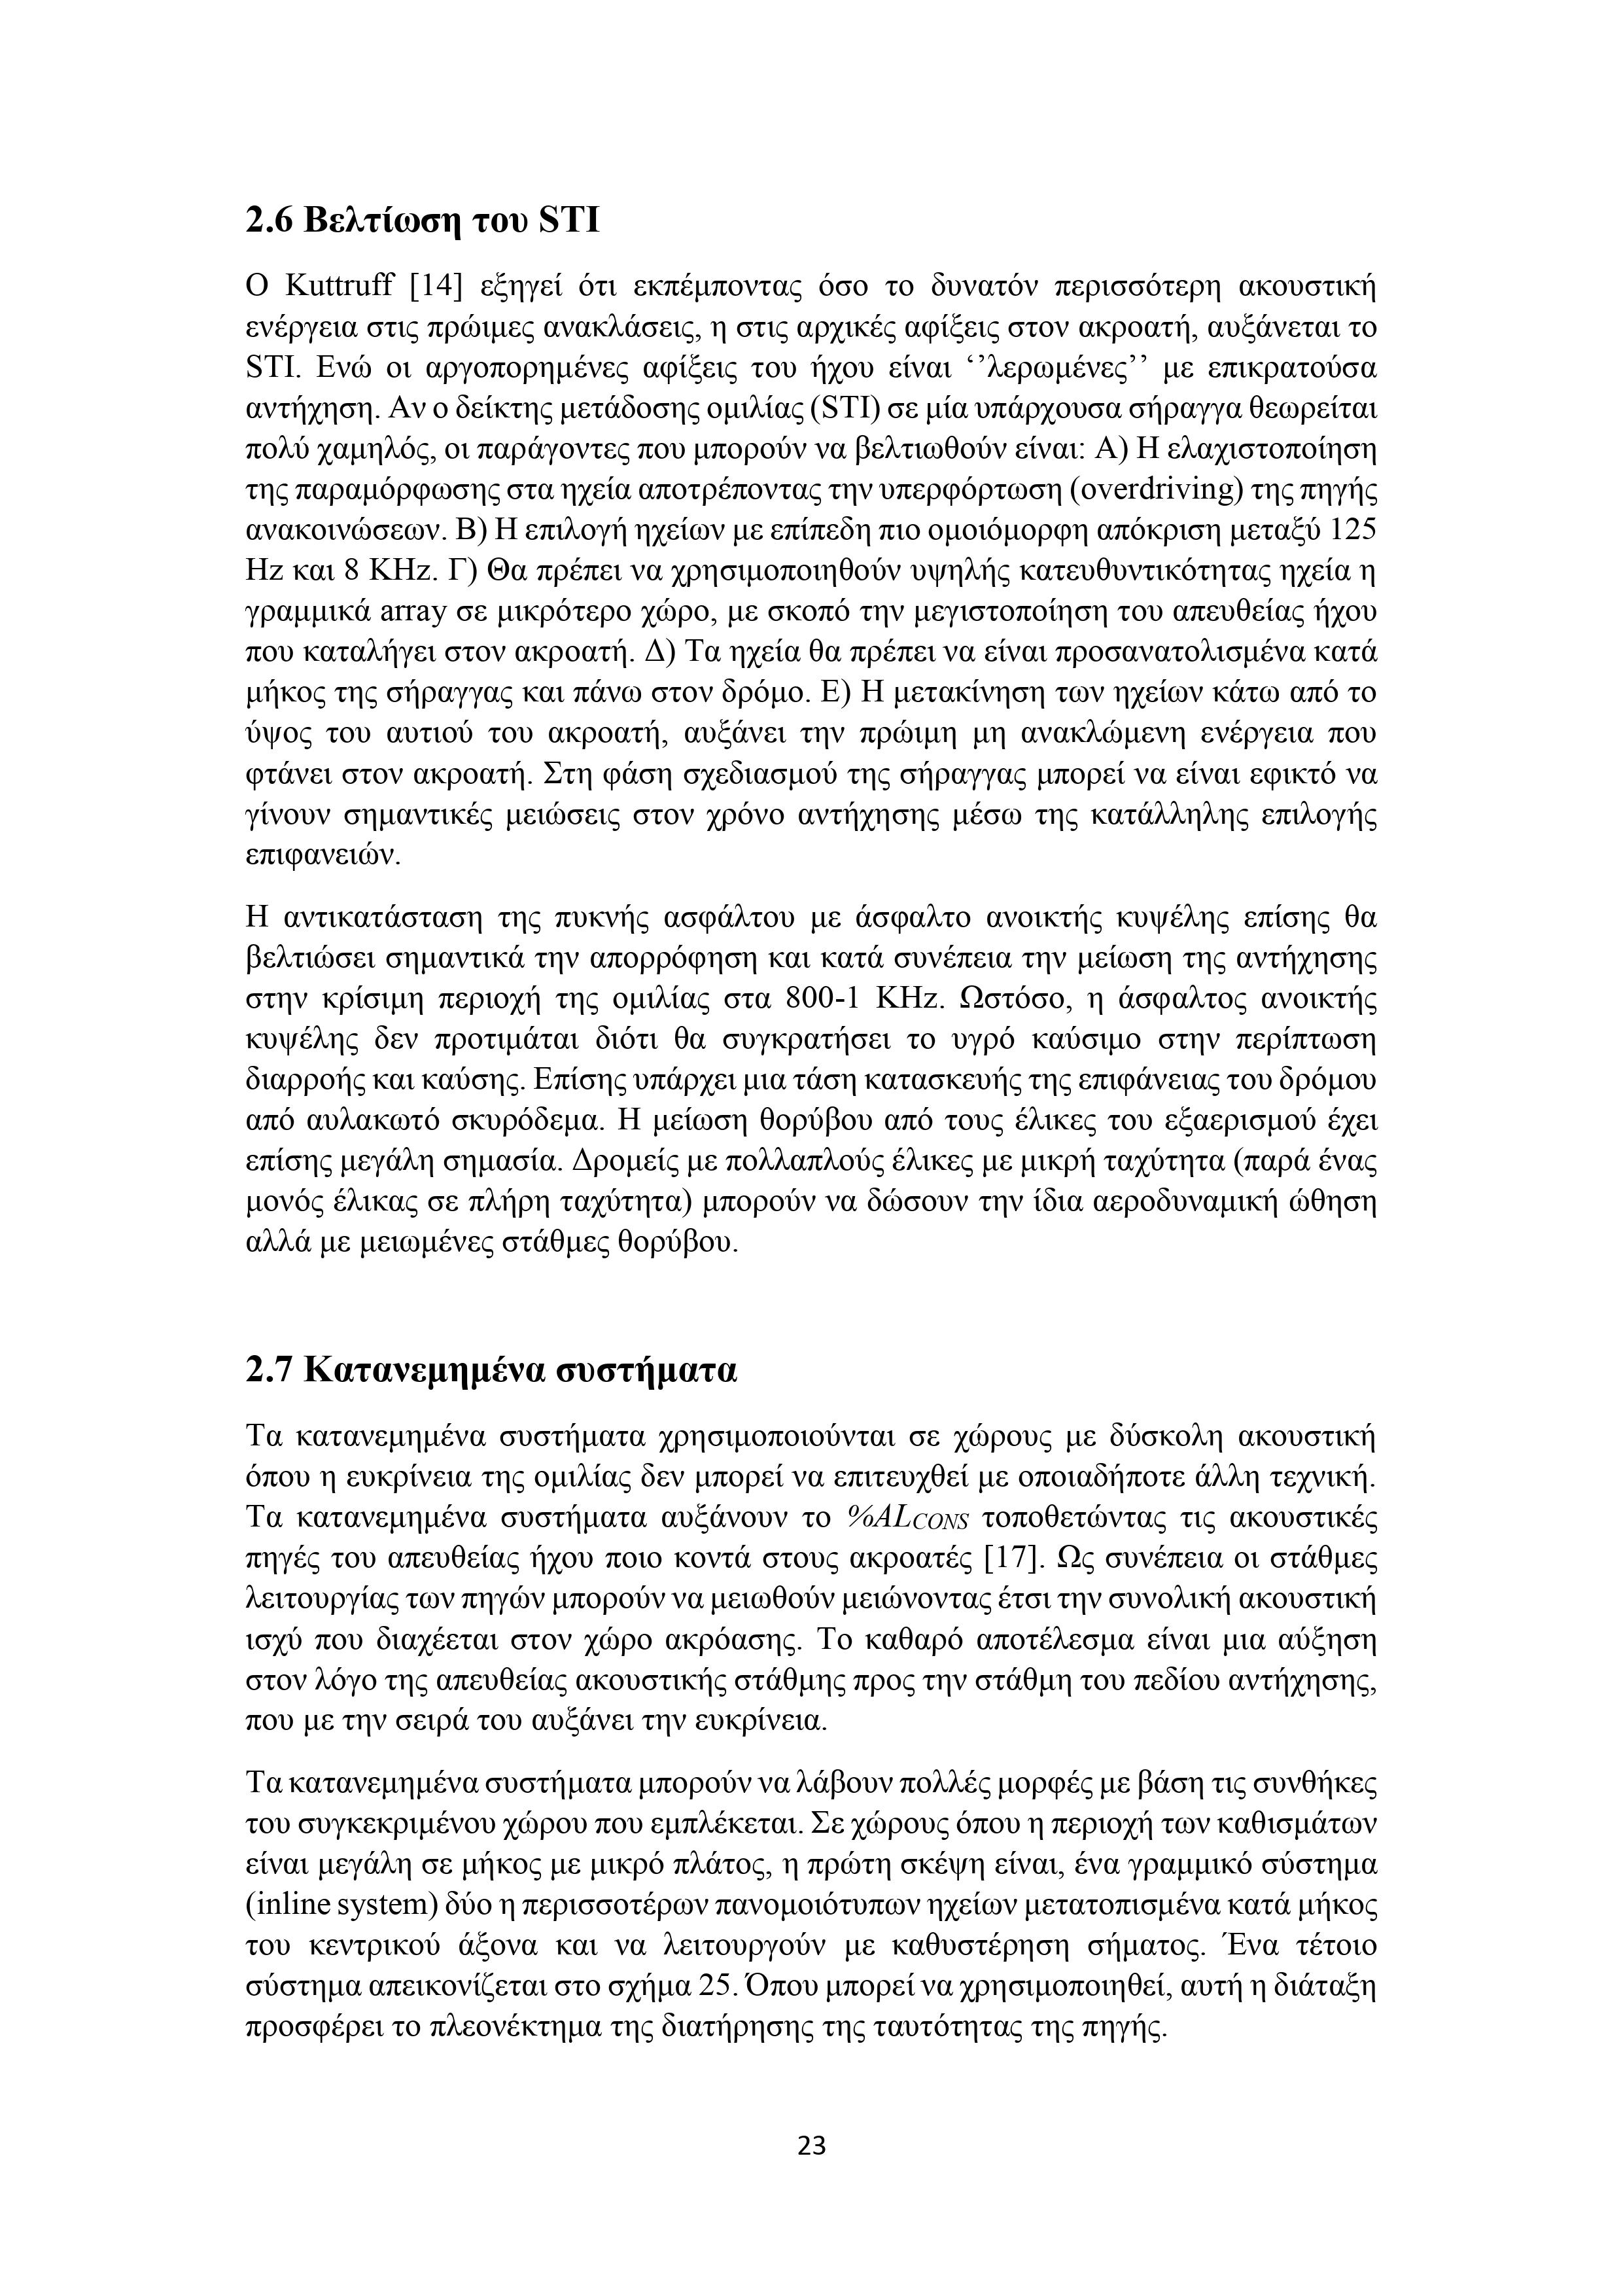 2.6 Βελτίωση του STI
Ο Kuttruff [14] εξηγεί ότι εκπέμποντας όσο το δυνατόν περισσότερη ακουστική
ενέργεια στις πρώιμες ανακλάσεις, η στις αρχικές αφίξεις στον ακροατή, αυξάνεται το
STI. Ενώ οι αργοπορημένες αφίξεις του ήχου είναι ‘’λερωμένες’’ με επικρατούσα
αντήχηση. Αν ο δείκτης μετάδοσης ομιλίας (STI) σε μία υπάρχουσα σήραγγα θεωρείται
πολύ χαμηλός, οι παράγοντες που μπορούν να βελτιωθούν είναι: Α) Η ελαχιστοποίηση
της παραμόρφωσης στα ηχεία αποτρέποντας την υπερφόρτωση (overdriving) της πηγής
ανακοινώσεων. Β) Η επιλογή ηχείων με επίπεδη πιο ομοιόμορφη απόκριση μεταξύ 125
Hz και 8 KHz. Γ) Θα πρέπει να χρησιμοποιηθούν υψηλής κατευθυντικότητας ηχεία η
γραμμικά array σε μικρότερο χώρο, με σκοπό την μεγιστοποίηση του απευθείας ήχου
που καταλήγει στον ακροατή. Δ) Τα ηχεία θα πρέπει να είναι προσανατολισμένα κατά
μήκος της σήραγγας και πάνω στον δρόμο. Ε) Η μετακίνηση των ηχείων κάτω από το
ύψος του αυτιού του ακροατή, αυξάνει την πρώιμη μη ανακλώμενη ενέργεια που
φτάνει στον ακροατή. Στη φάση σχεδιασμού της σήραγγας μπορεί να είναι εφικτό να
γίνουν σημαντικές μειώσεις στον χρόνο αντήχησης μέσω της κατάλληλης επιλογής
επιφανειών.
Η αντικατάσταση της πυκνής ασφάλτου με άσφαλτο ανοικτής κυψέλης επίσης θα
βελτιώσει σημαντικά την απορρόφηση και κατά συνέπεια την μείωση της αντήχησης
στην κρίσιμη περιοχή της ομιλίας στα 800-1 KHz. Ωστόσο, η άσφαλτος ανοικτής
κυψέλης δεν προτιμάται διότι θα συγκρατήσει το υγρό καύσιμο στην περίπτωση
διαρροής και καύσης. Επίσης υπάρχει μια τάση κατασκευής της επιφάνειας του δρόμου
από αυλακωτό σκυρόδεμα. Η μείωση θορύβου από τους έλικες του εξαερισμού έχει
επίσης μεγάλη σημασία. Δρομείς με πολλαπλούς έλικες με μικρή ταχύτητα (παρά ένας
μονός έλικας σε πλήρη ταχύτητα) μπορούν να δώσουν την ίδια αεροδυναμική ώθηση
αλλά με μειωμένες στάθμες θορύβου.
2.7 Κατανεμημένα συστήματα
Τα κατανεμημένα συστήματα χρησιμοποιούνται σε χώρους με δύσκολη ακουστική
όπου η ευκρίνεια της ομιλίας δεν μπορεί να επιτευχθεί με οποιαδήποτε άλλη τεχνική.
Τα κατανεμημένα συστήματα αυξάνουν το %ALCONS τοποθετώντας τις ακουστικές
πηγές του απευθείας ήχου ποιο κοντά στους ακροατές [17]. Ως συνέπεια οι στάθμες
λειτουργίας των πηγών μπορούν να μειωθούν μειώνοντας έτσι την συνολική ακουστική
ισχύ που διαχέεται στον χώρο ακρόασης. Το καθαρό αποτέλεσμα είναι μια αύξηση
στον λόγο της απευθείας ακουστικής στάθμης προς την στάθμη του πεδίου αντήχησης,
που με την σειρά του αυξάνει την ευκρίνεια.
Τα κατανεμημένα συστήματα μπορούν να λάβουν πολλές μορφές με βάση τις συνθήκες
του συγκεκριμένου χώρου που εμπλέκεται. Σε χώρους όπου η περιοχή των καθισμάτων
είναι μεγάλη σε μήκος με μικρό πλάτος, η πρώτη σκέψη είναι, ένα γραμμικό σύστημα
(inline system) δύο η περισσοτέρων πανομοιότυπων ηχείων μετατοπισμένα κατά μήκος
του κεντρικού άξονα και να λειτουργούν με καθυστέρηση σήματος. Ένα τέτοιο
σύστημα απεικονίζεται στο σχήμα 25. Όπου μπορεί να χρησιμοποιηθεί, αυτή η διάταξη
προσφέρει το πλεονέκτημα της διατήρησης της ταυτότητας της πηγής.
23